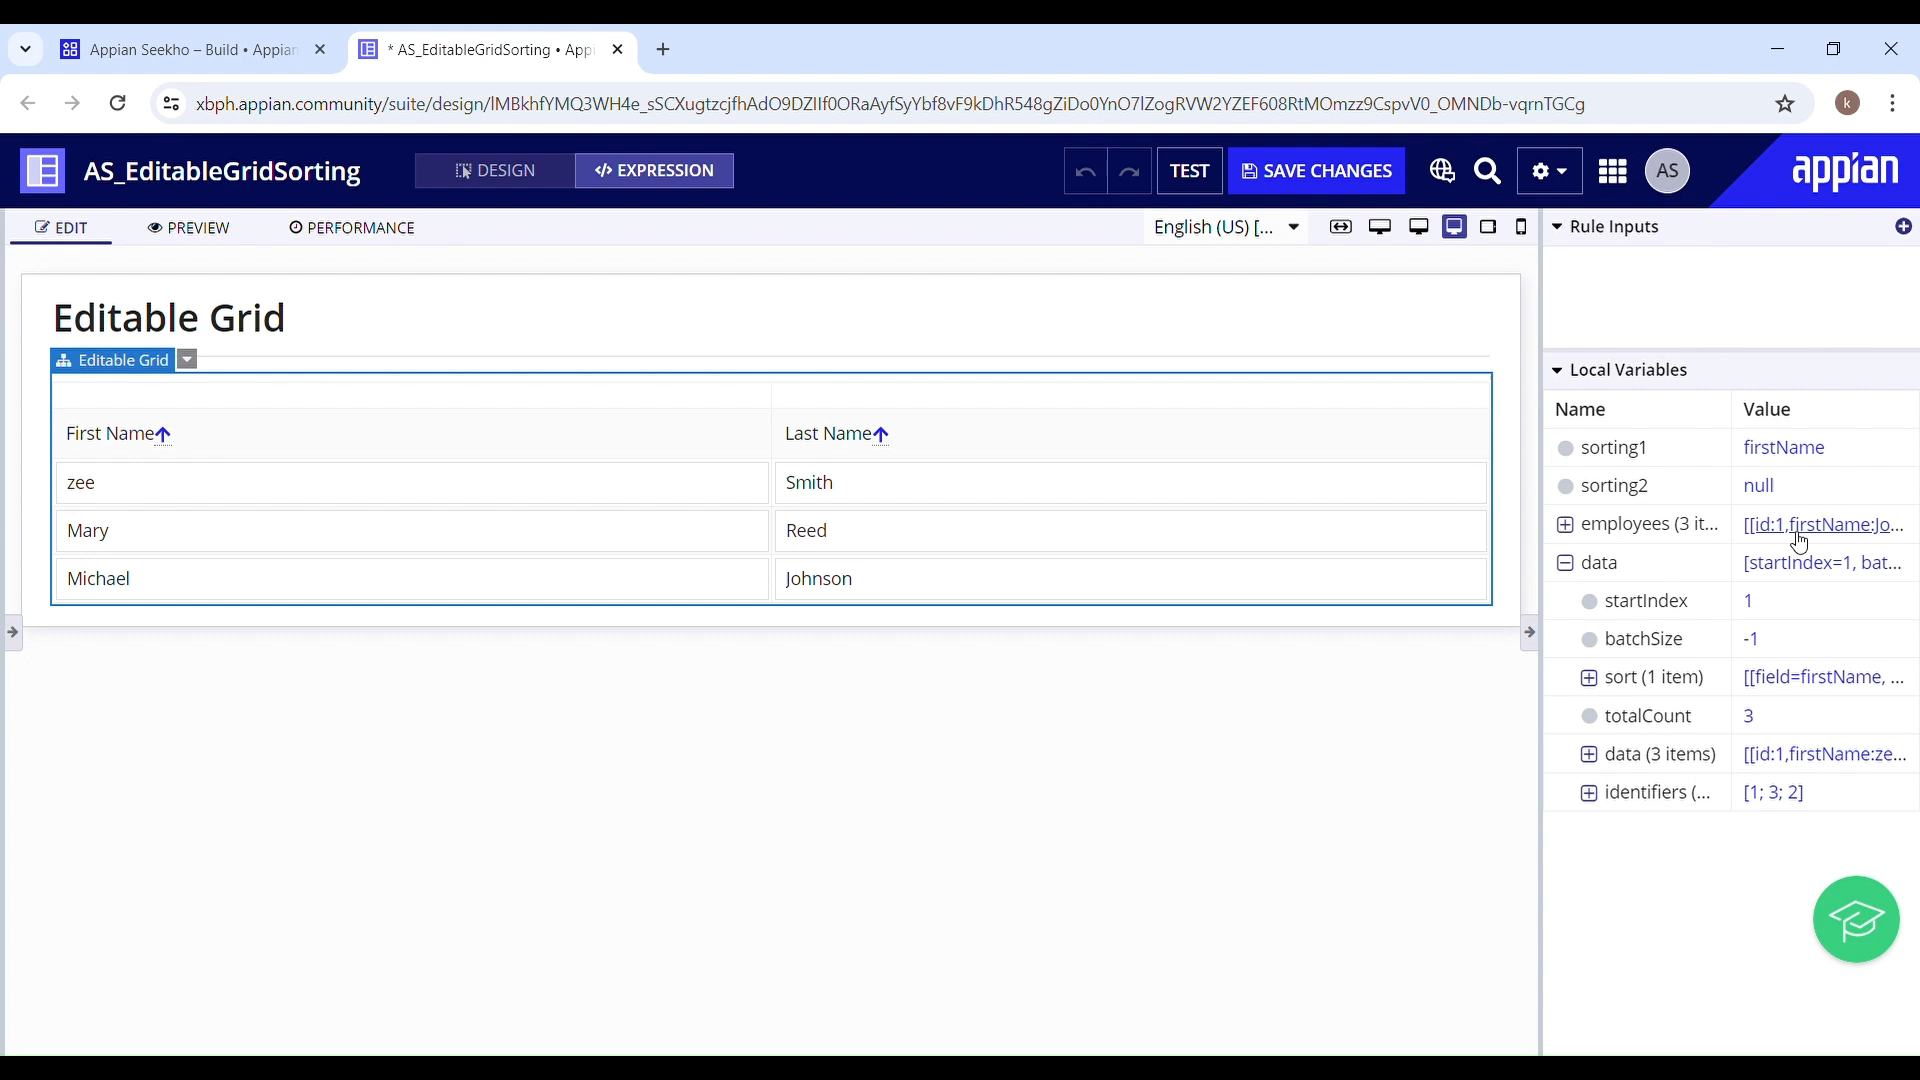 Appian Seekho – Build • Appian
* AS_EditableGridSorting • Appi
xbph.appian.community/suite/design/IMBkhfYMQ3WH4e_sSCXugtzcjfhAdO9DZIIf0ORaAyfSyYbf8vF9kDhR548gZiDo0YnO7IZogRVW2YZEF608RtMOmzz9CspvV0_OMNDb-vqrnTGCg
k
AS_EditableGridSorting
DESIGN
EXPRESSION
TEST
SAVE CHANGES
AS
appian
EDIT
PREVIEW
PERFORMANCE
English (US) [...
Rule Inputs
Editable Grid
Editable Grid
First Name
Last Name
zee
Smith
Mary
Reed
Michael
Johnson
Local Variables
Name
Value
sorting1
firstName
sorting2
null
employees (3 it...
[[id:1,firstName:Jo...
data
[startIndex=1, bat...
startIndex
1
batchSize
-1
sort (1 item)
[[field=firstName, ...
totalCount
3
data (3 items)
[[id:1,firstName:ze...
identifiers (...
[1; 3; 2]